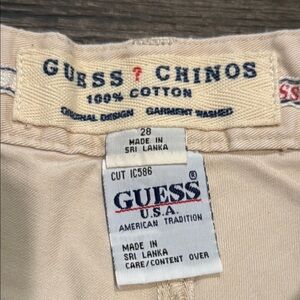 GUESS ? CHINOS
100% COTTON
ORIGINAL DESIGN GARMENT WASHED
SS
28
MADE IN
SRI LANKA
CUT IC586
GUESS®
U.S.A.
AMERICAN TRADITION
MADE IN
SRI LANKA
CARE/CONTENT OVER